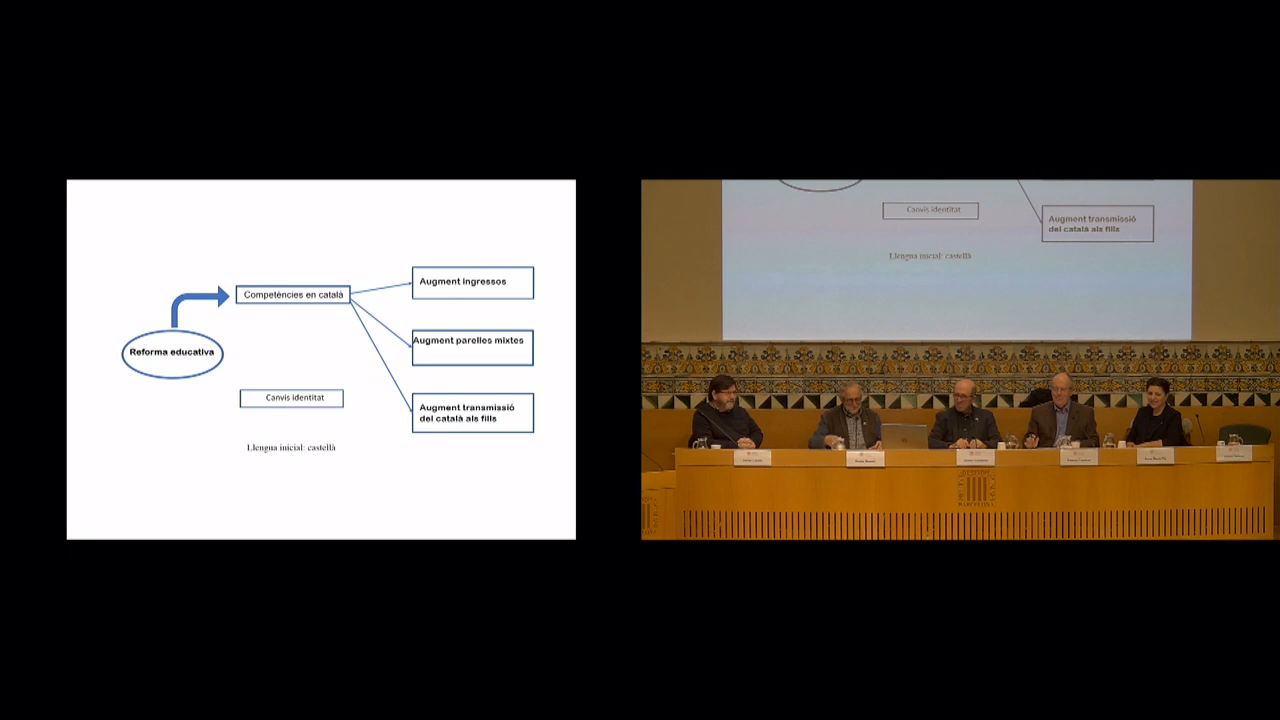 Augment ingressos
Competències en català
Augment parelles mixtes
Reforma educativa
Canvis identitat
Augment transmissió
del català als fills
Llengua inicial: castellà
Canvis identitat
Augment transmissió
del català als fills
Llengua inicial: castellà